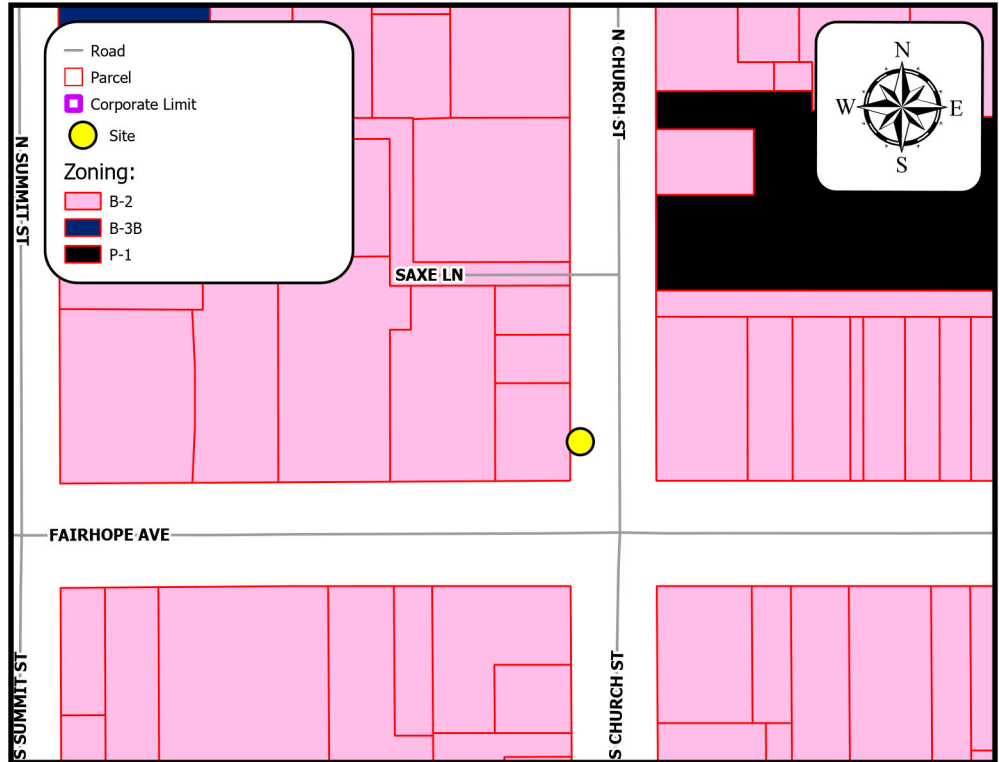 Road
Parcel
Corporate Limit
Site
Zoning:
B-2
B-3B
P-1
N SUMMIT ST
N CHURCH ST
N
W
E
S
SAXE LN
FAIRHOPE AVE
S SUMMIT ST
S CHURCH ST